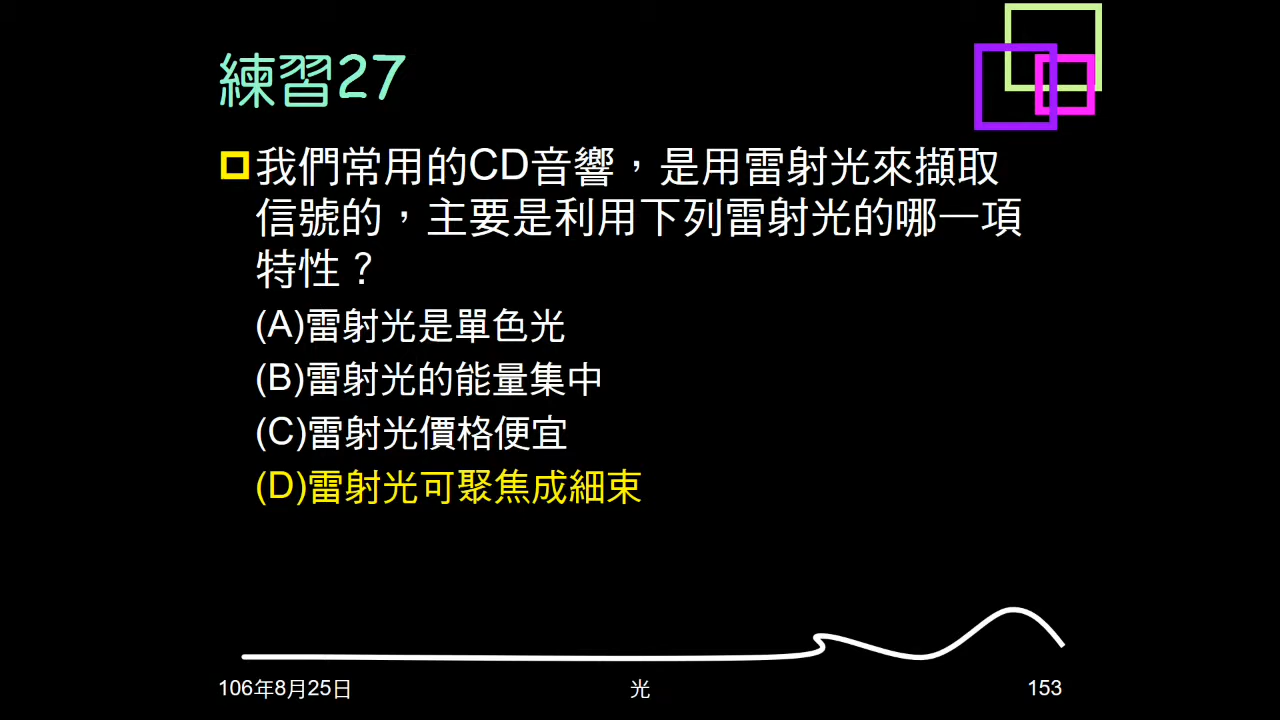 練習27
我們常用的CD音響，是用雷射光來擷取
信號的，主要是利用下列雷射光的哪一項
特性？
(A)雷射光是單色光
(B)雷射光的能量集中
(C)雷射光價格便宜
(D)雷射光可聚焦成細束
106年8月25日
光
153